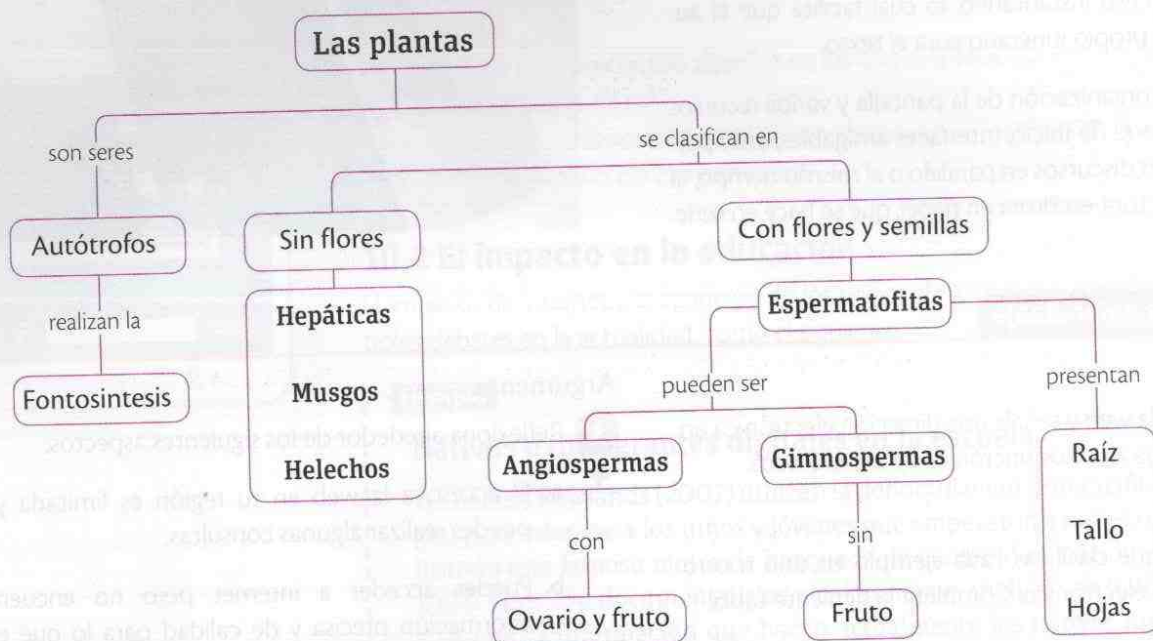 Las plantas
son seres
se clasifican en
Autótrofos
Sin flores
Con flores y semillas
realizan la
Hepáticas
Espermatofitas
Musgos
pueden ser
presentan
Fontosintesis
Helechos
Angiospermas
Gimnospermas
Raíz
con
sin
Tallo
Ovario y fruto
Fruto
Hojas